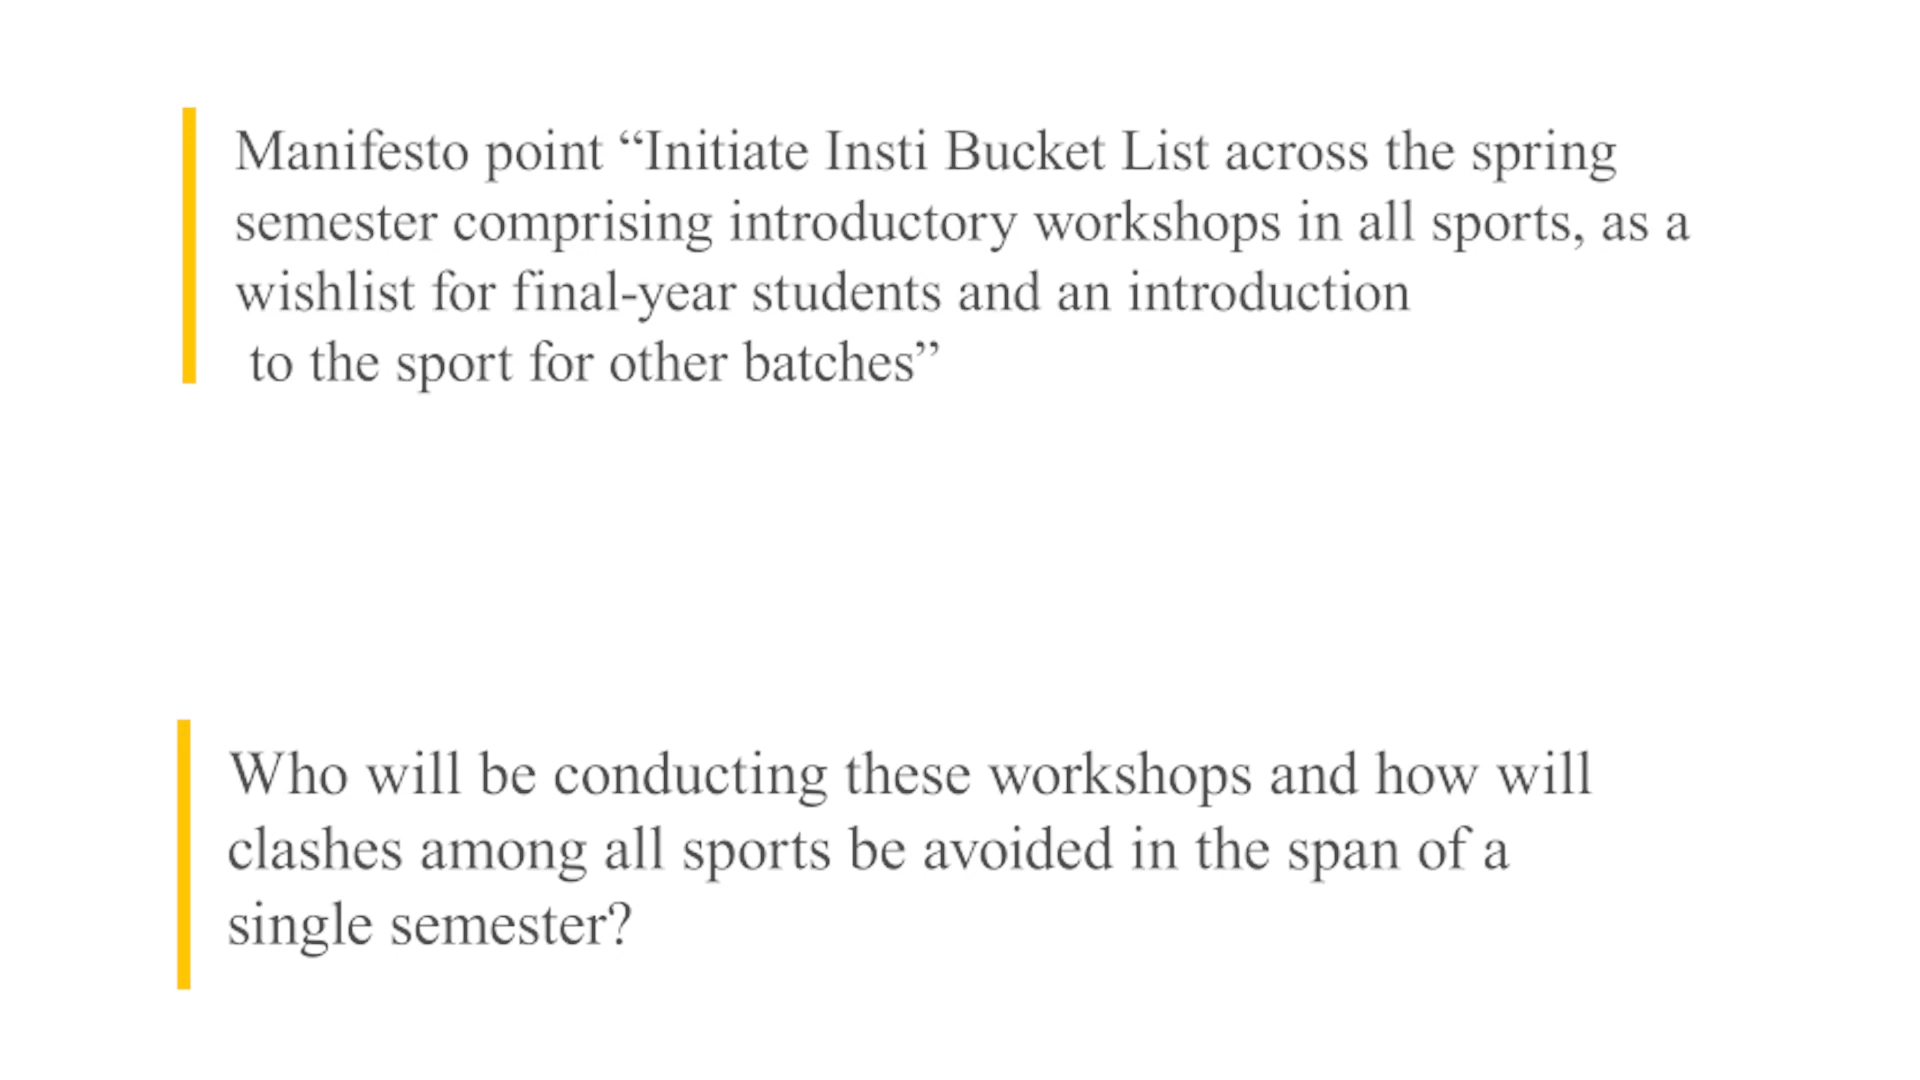 Manifesto point “Initiate Insti Bucket List across the spring
semester comprising introductory workshops in all sports, as a
wishlist for final-year students and an introduction
to the sport for other batches”
Who will be conducting these workshops and how will
clashes among all sports be avoided in the span of a
single semester?